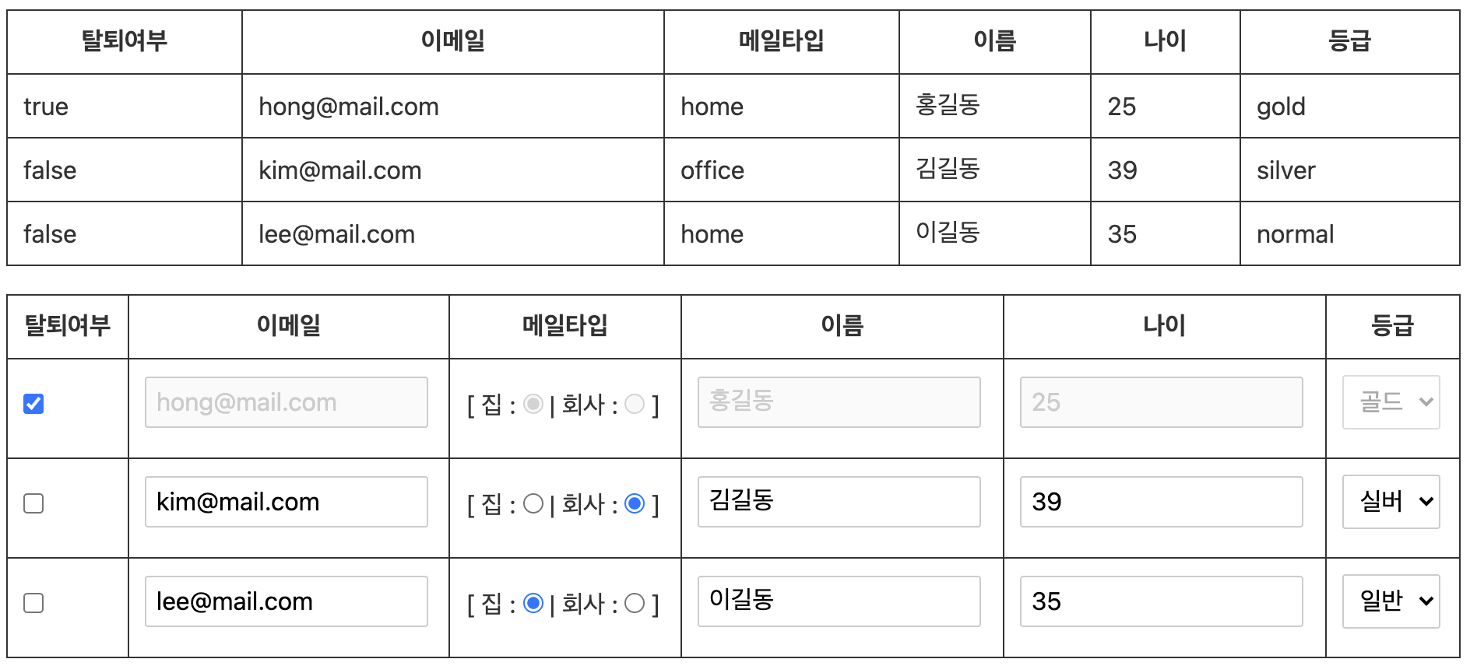 탈퇴여부 이메일 메일타입 이름 나이 등급
true hong@mail.com home 홍길동 25 gold
false kim@mail.com office 김길동 39 silver
false lee@mail.com home 이길동 35 normal
탈퇴여부 이메일 메일타입 이름 나이 등급
hong@mail.com [ 집 : | 회사 : ] 홍길동 25 골드
kim@mail.com [ 집 : | 회사 : ] 김길동 39 실버
lee@mail.com [ 집 : | 회사 : ] 이길동 35 일반